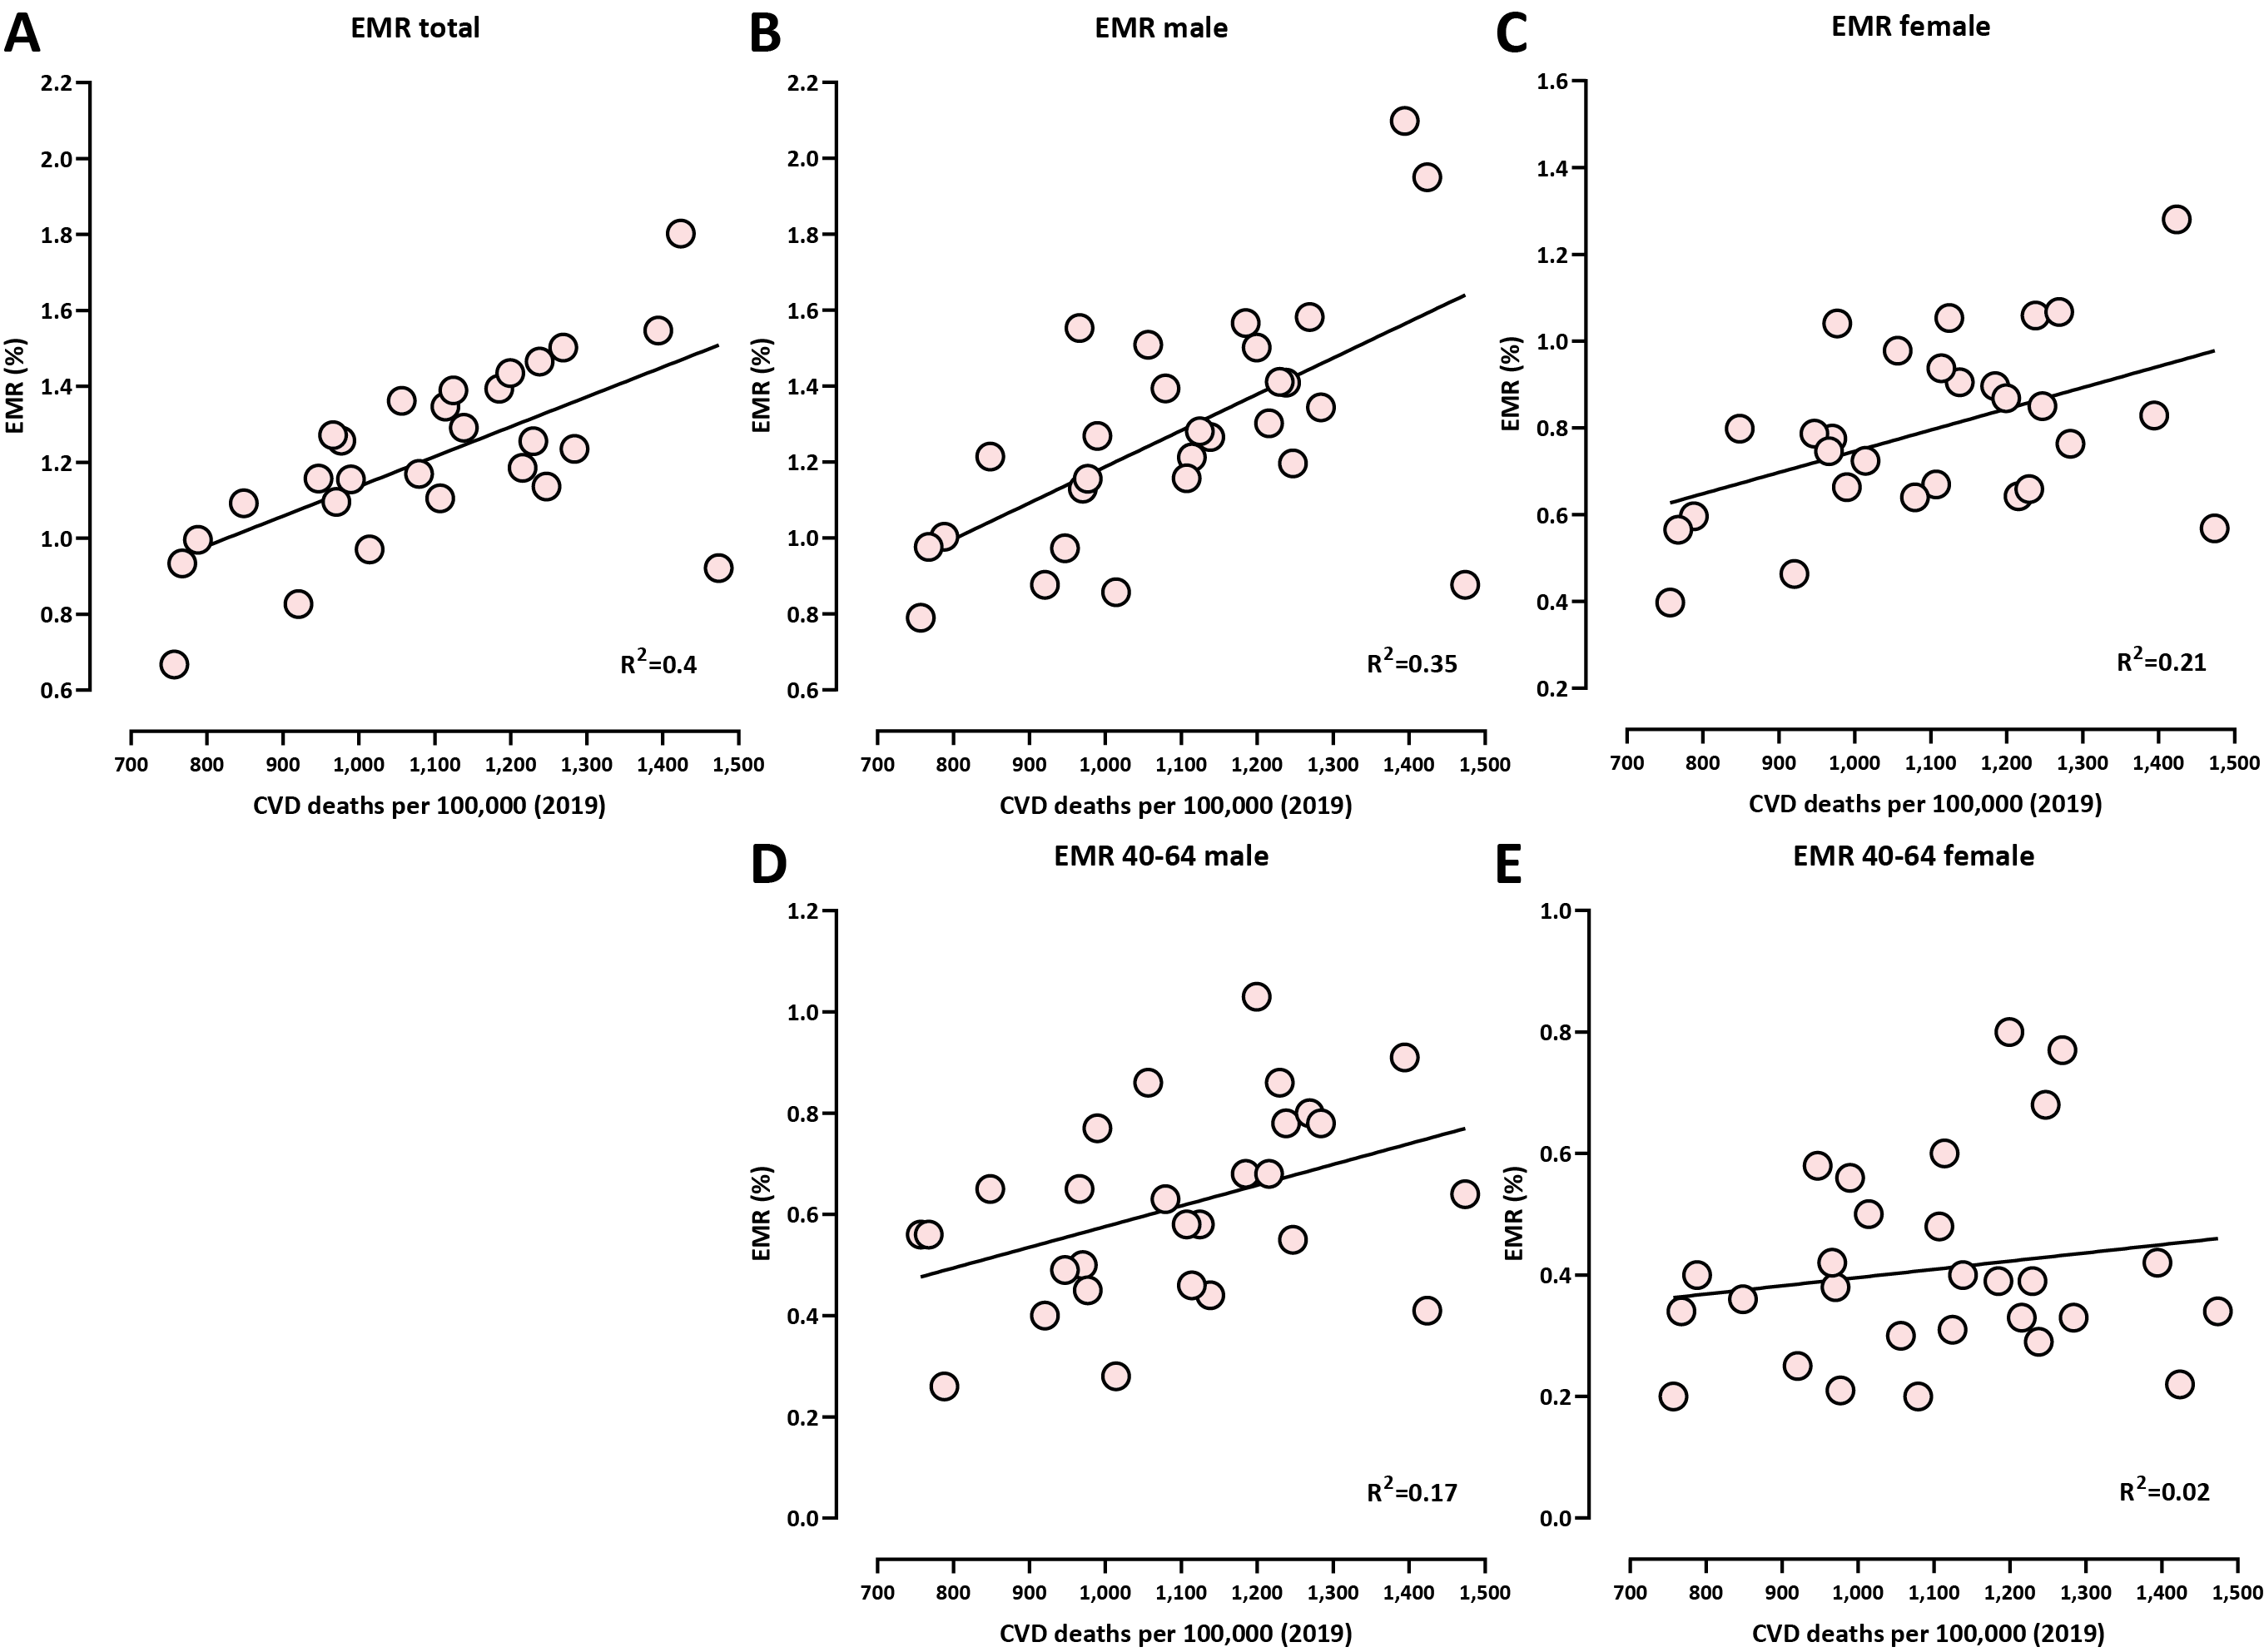 A
EMR total
2.2
2.0
1.8
1.6
1.4
1.2
1.0
0.8
0.6
EMR (%)
R2=0.4
700 800 900 1,000 1,100 1,200 1,300 1,400 1,500
CVD deaths per 100,000 (2019)
B
EMR male
2.2
2.0
1.8
1.6
1.4
1.2
1.0
0.8
0.6
EMR (%)
R2=0.35
700 800 900 1,000 1,100 1,200 1,300 1,400 1,500
CVD deaths per 100,000 (2019)
C
EMR female
1.6
1.4
1.2
1.0
0.8
0.6
0.4
0.2
EMR (%)
R2=0.21
700 800 900 1,000 1,100 1,200 1,300 1,400 1,500
CVD deaths per 100,000 (2019)
D
EMR 40-64 male
1.2
1.0
0.8
0.6
0.4
0.2
0.0
EMR (%)
R2=0.17
700 800 900 1,000 1,100 1,200 1,300 1,400 1,500
CVD deaths per 100,000 (2019)
E
EMR 40-64 female
1.0
0.8
0.6
0.4
0.2
0.0
EMR (%)
R2=0.02
700 800 900 1,000 1,100 1,200 1,300 1,400 1,500
CVD deaths per 100,000 (2019)